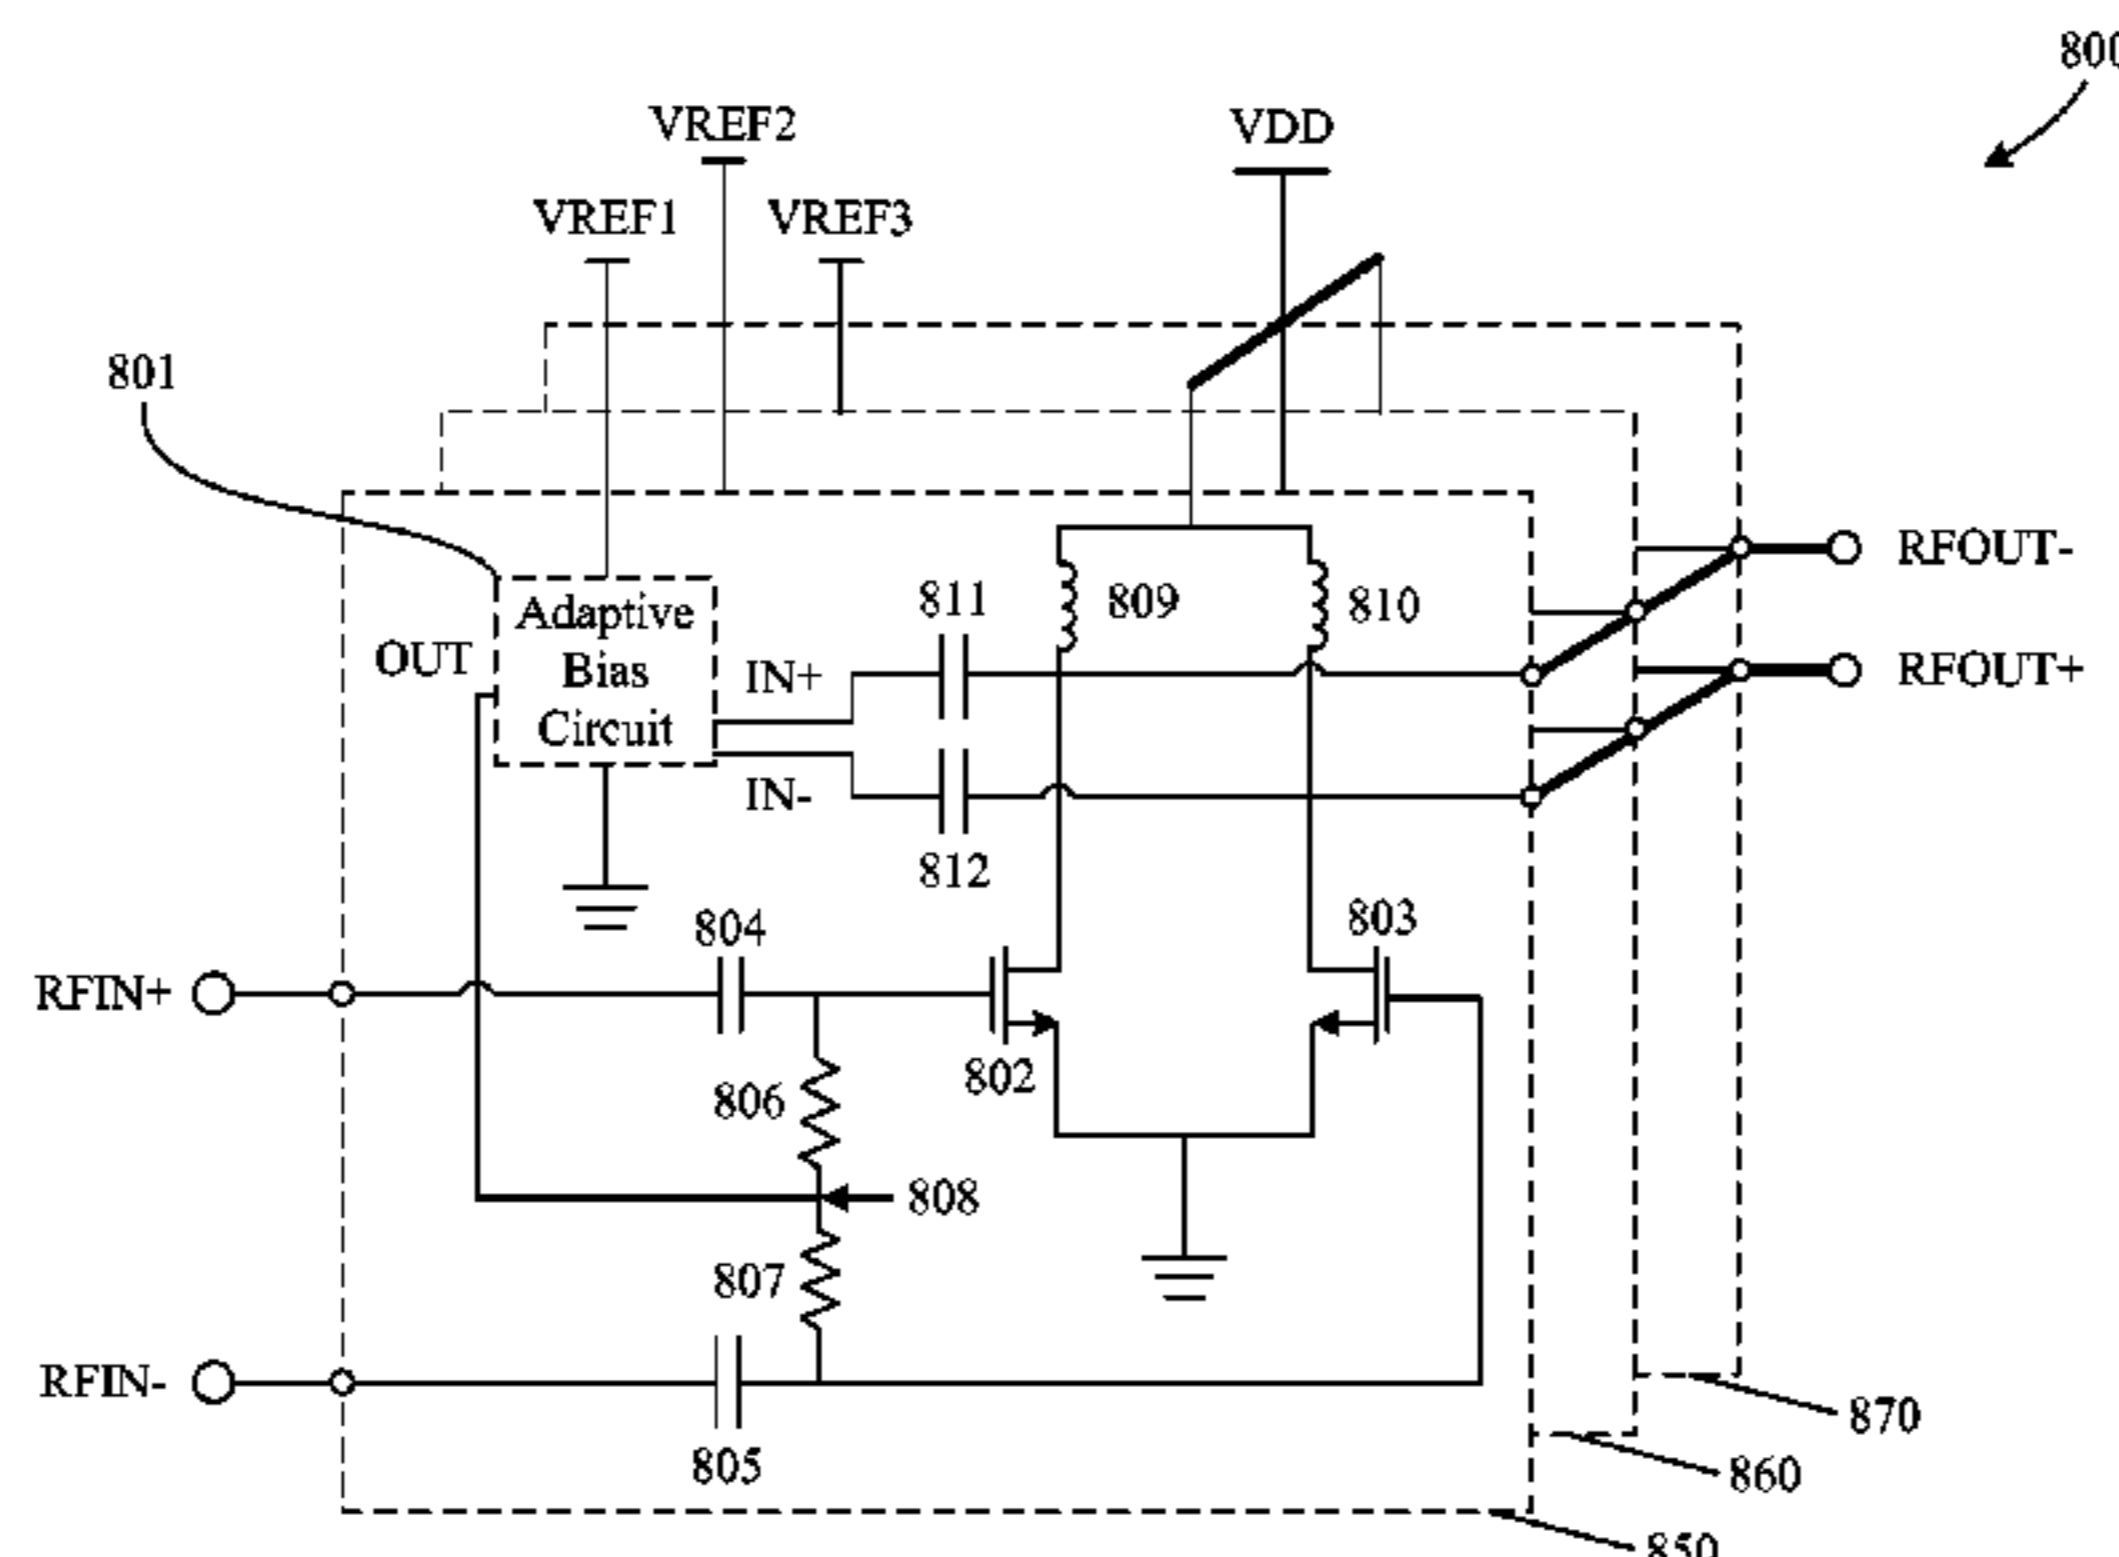 800
VREF2
VDD
VREF1
VREF3
801
RFOUT-
811
809
810
Adaptive
Bias
Circuit
OUT
IN+
RFOUT+
IN-
812
803
804
RFIN+
802
806
808
807
RFIN-
870
805
860
850